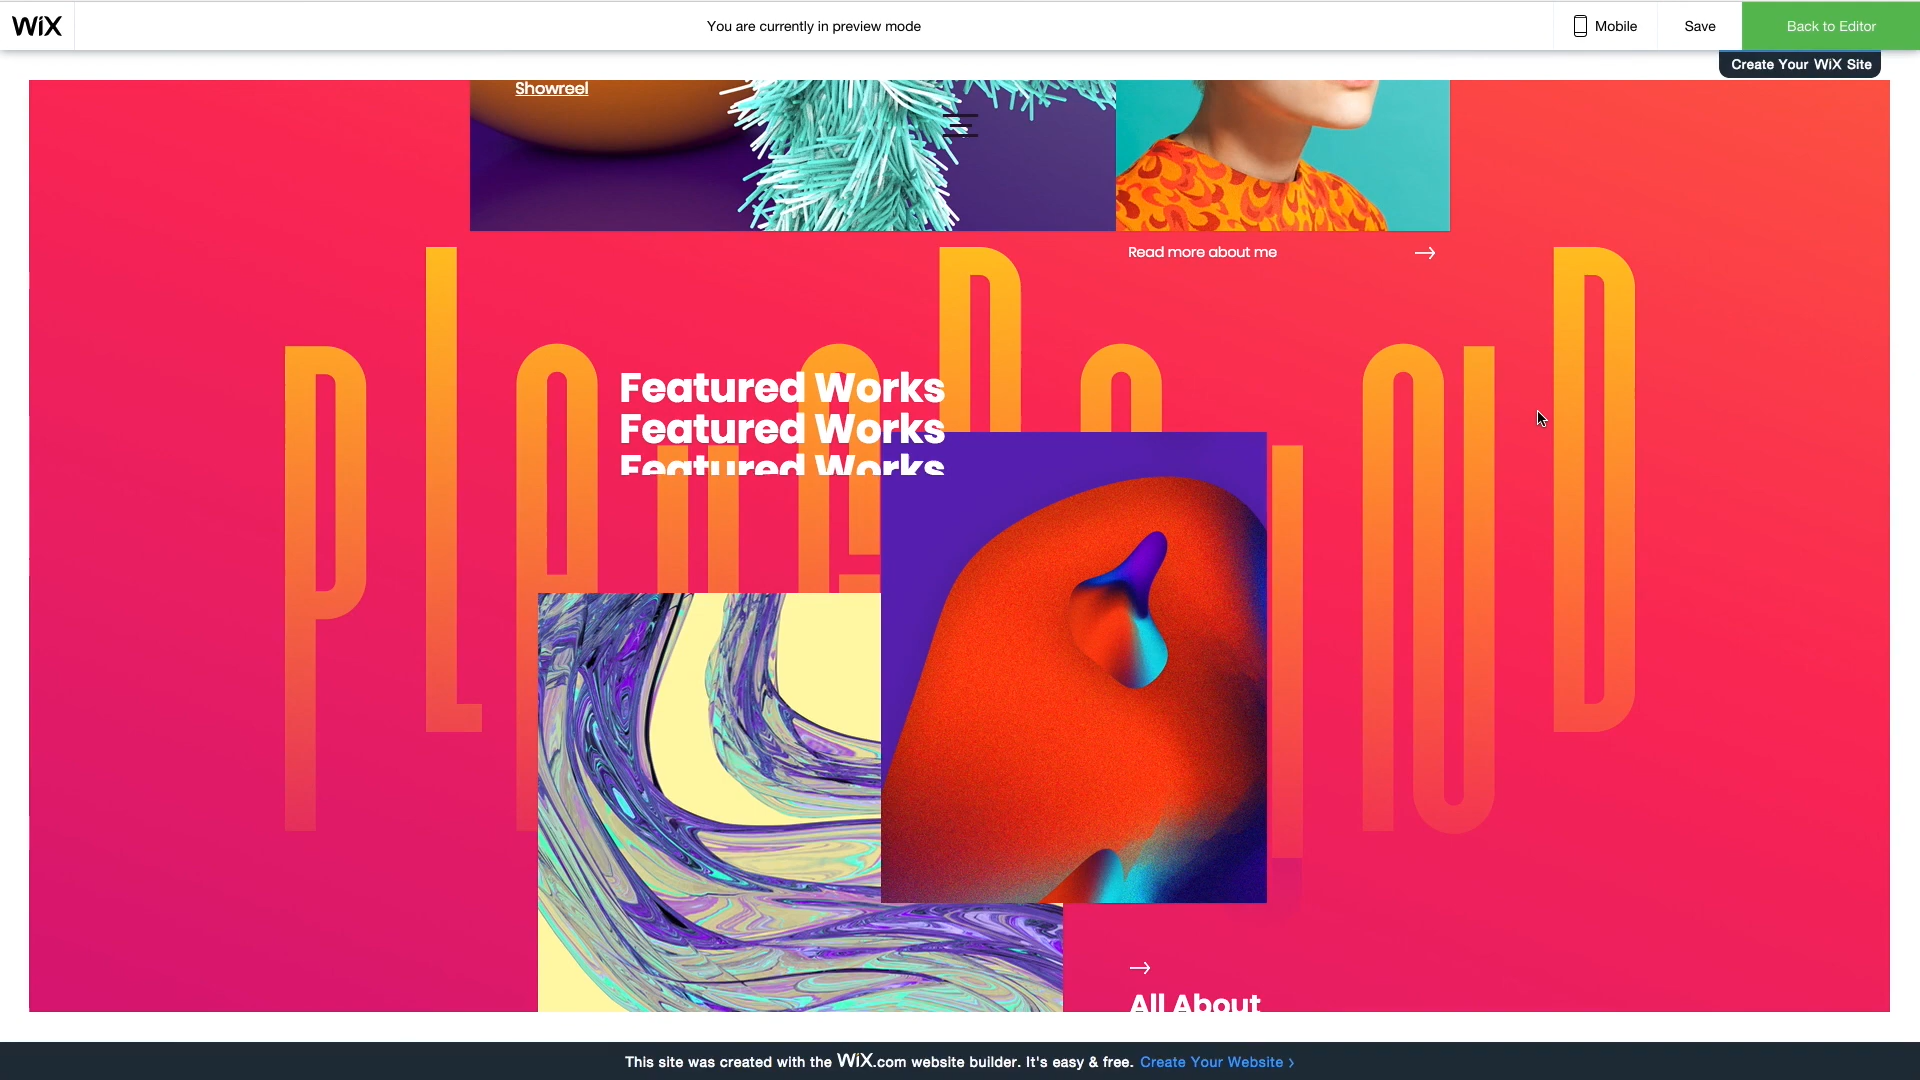 WiX
You are currently in preview mode
Mobile
Save
Back to Editor
Create Your WiX Site
Showreel
Read more about me
Featured Works
Featured Works
Featured Works
All About
This site was created with the WiX.com website builder. It's easy & free. Create Your Website >